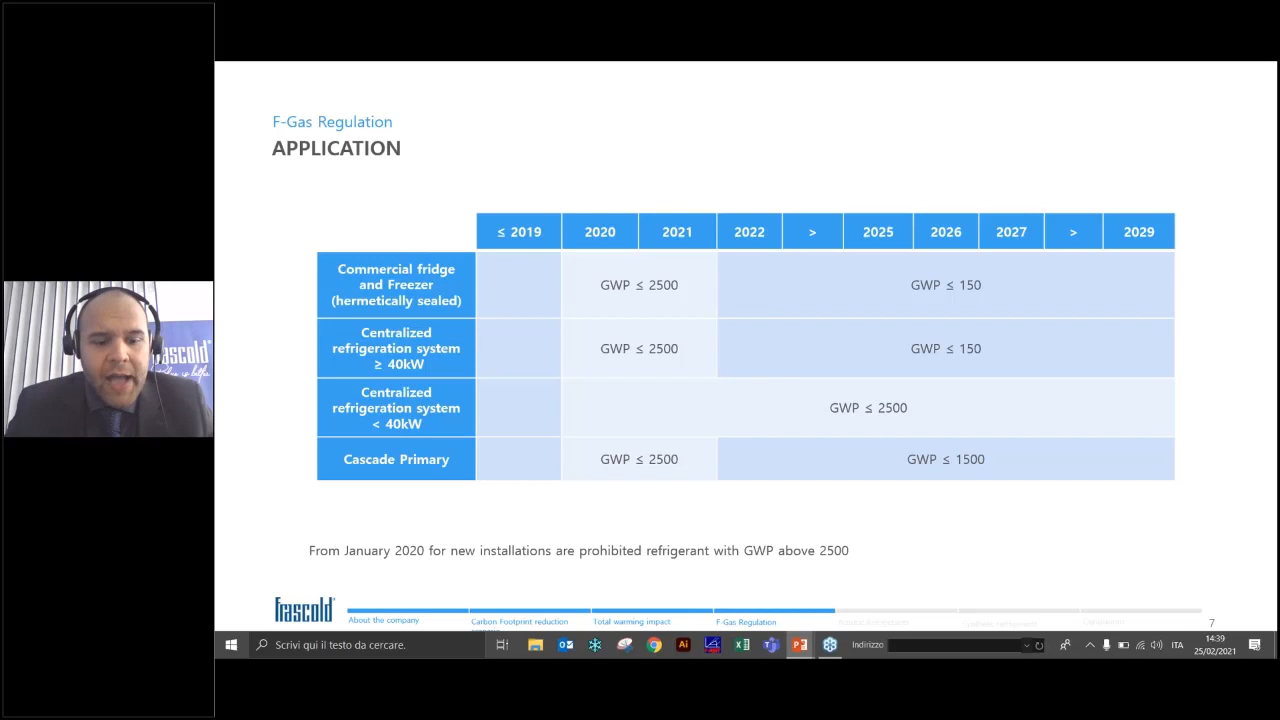 F-Gas Regulation
APPLICATION
≤ 2019 2020 2021 2022 > 2025 2026 2027 > 2029
Commercial fridge
and Freezer
(hermetically sealed)
GWP ≤ 2500 GWP ≤ 150
Centralized
refrigeration system
≥ 40kW
GWP ≤ 2500 GWP ≤ 150
Centralized
refrigeration system
< 40kW
GWP ≤ 2500
Cascade Primary GWP ≤ 2500 GWP ≤ 1500
From January 2020 for new installations are prohibited refrigerant with GWP above 2500
frascold
About the company
Carbon Footprint reduction
Total warming impact
F-Gas Regulation
7
Scrivi qui il testo da cercare.
Indirizzo
ITA
14:39
25/02/2021